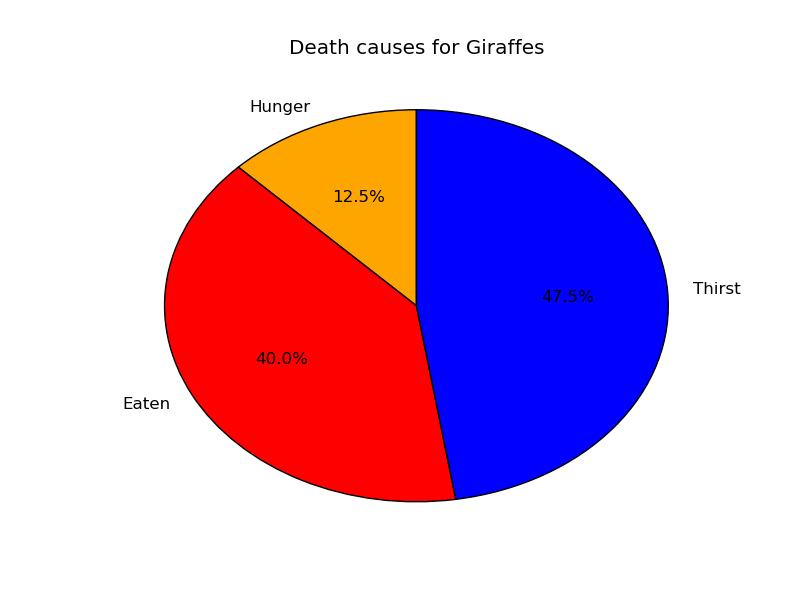 Death causes for Giraffes
Hunger
12.5%
Thirst
47.5%
40.0%
Eaten